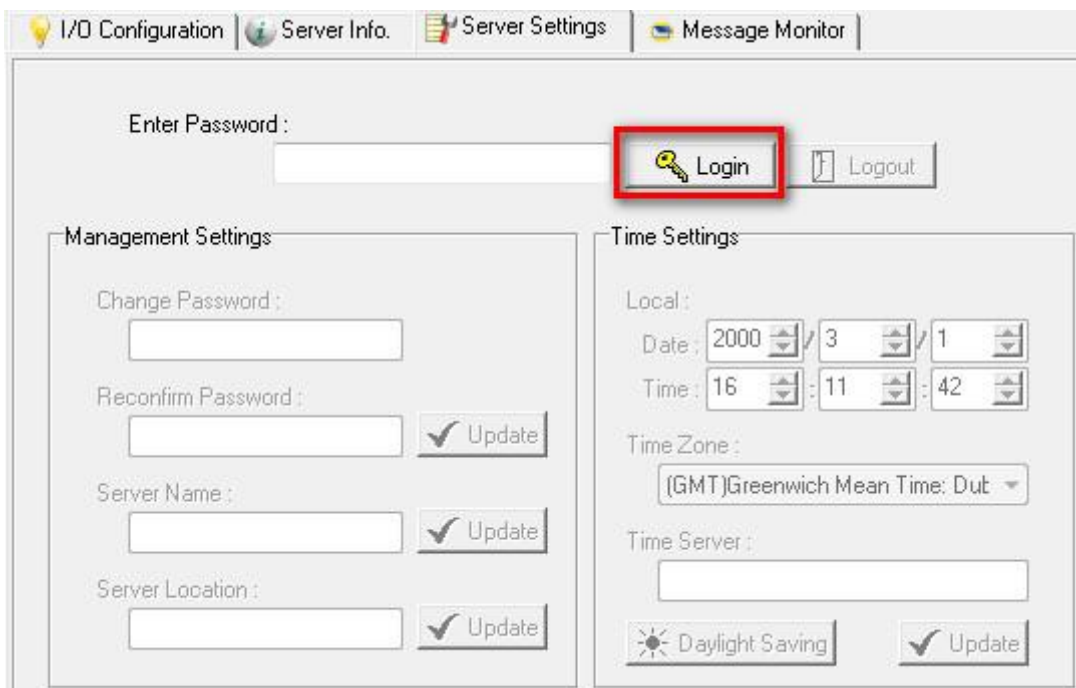 I/O Configuration Server Info. Server Settings Message Monitor
Enter Password :
Login Logout
Management Settings
Change Password :
Reconfirm Password :
Update
Server Name :
Update
Server Location :
Update
Time Settings
Local :
Date : 2000 / 3 / 1
Time : 16 : 11 : 42
Time Zone :
(GMT)Greenwich Mean Time: Dub
Time Server :
Daylight Saving Update